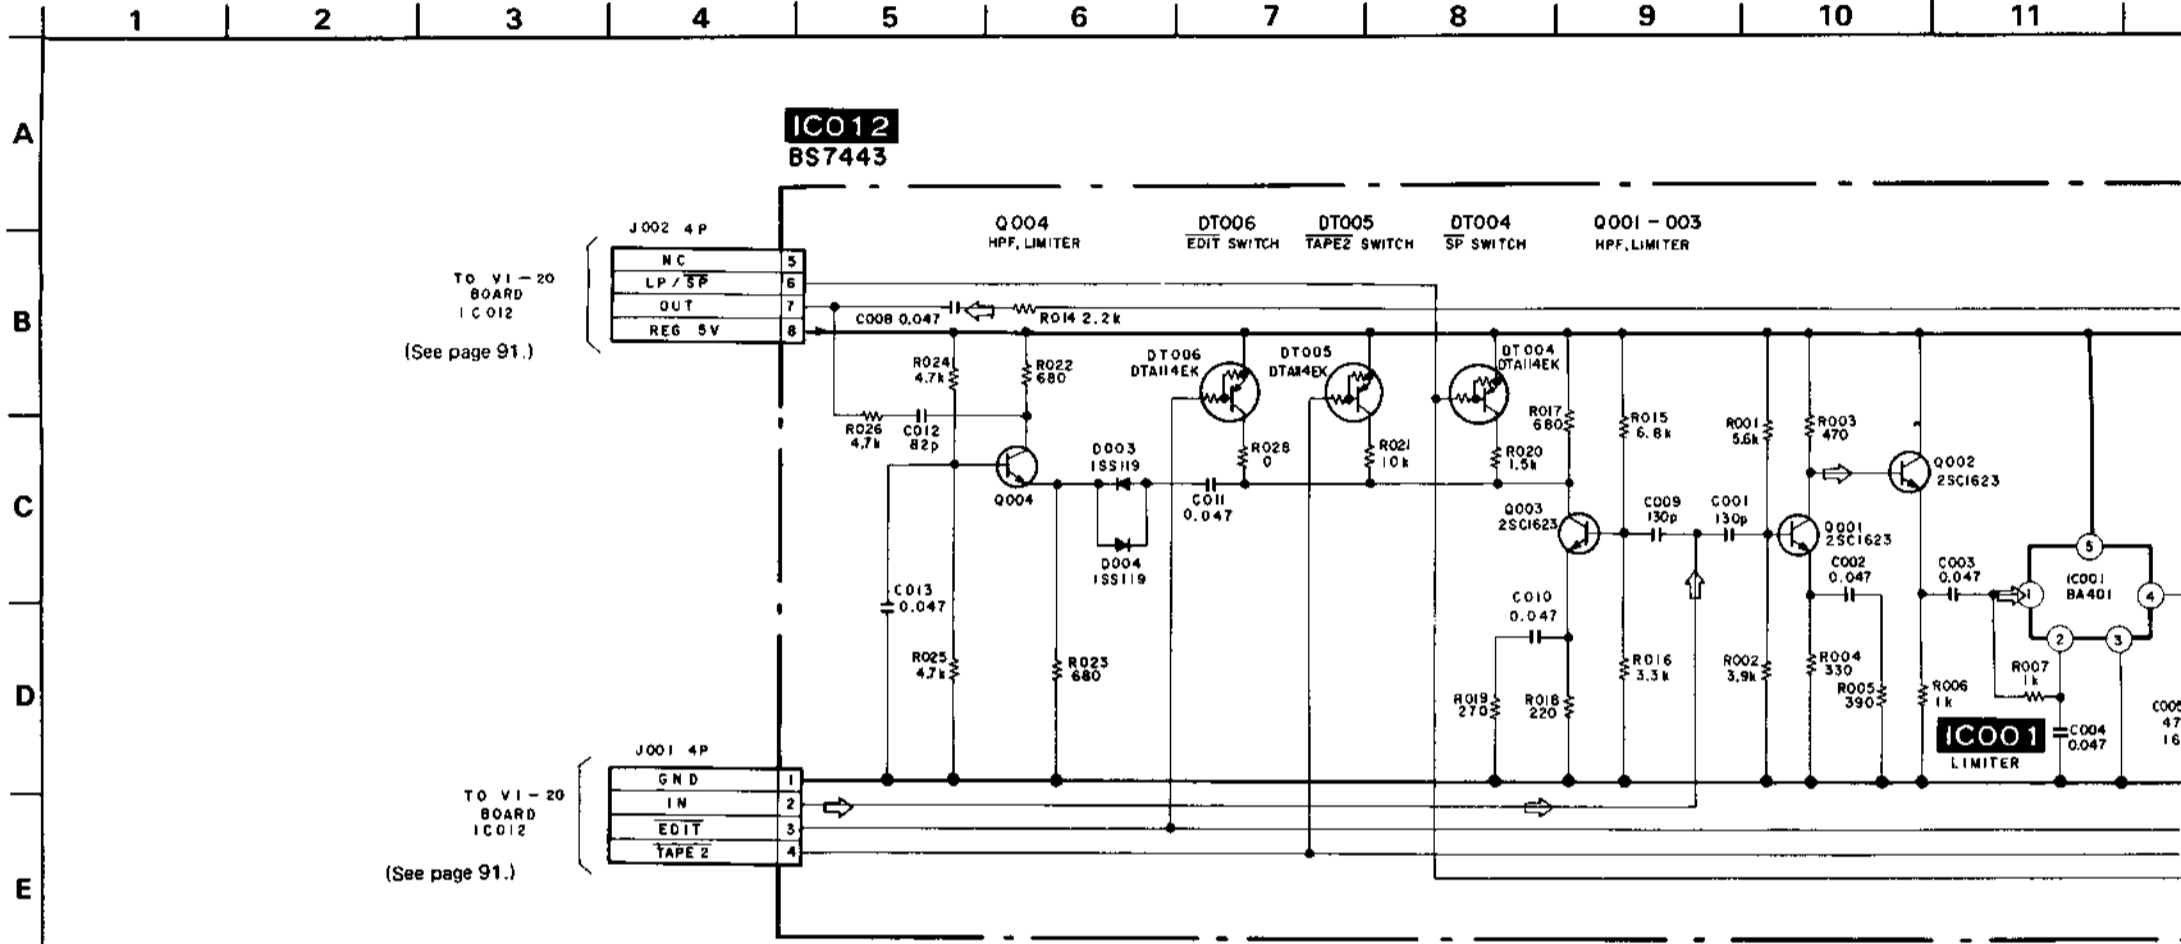 1 2 3 4 5 6 7 8 9 10 11
A
B
C
D
E
IC012
BS7443
J002 4P
NC 5
LP/SP 6
OUT 7
REG 5V 8
TO VI-20
BOARD
IC012
(See page 91.)
Q004
HPF, LIMITER
DT006
EDIT SWITCH
DT005
TAPE2 SWITCH
DT004
SP SWITCH
Q001-003
HPF, LIMITER
C008 0.047
R014 2.2k
R024
4.7k
R022
680
DT006
DTA114EK
DT005
DTA114EK
DT004
DTA114EK
R026
4.7k
C012
82p
Q004
D003
1SS119
D004
1SS119
C011
0.047
R028
0
R021
10k
R020
1.5k
R017
680
R015
6.8k
R001
5.6k
R003
470
Q002
2SC1623
Q003
2SC1623
C009
130p
C001
130p
Q001
2SC1623
C002
0.047
C003
0.047
IC001
BA401
1
2
3
4
5
C013
0.047
C010
0.047
R025
4.7k
R023
680
R019
270
R018
220
R016
3.3k
R002
3.9k
R004
330
R005
390
R006
1k
R007
1k
C004
0.047
C005
47
16
IC001
LIMITER
J001 4P
GND 1
IN 2
EDIT 3
TAPE 2 4
TO VI-20
BOARD
IC012
(See page 91.)